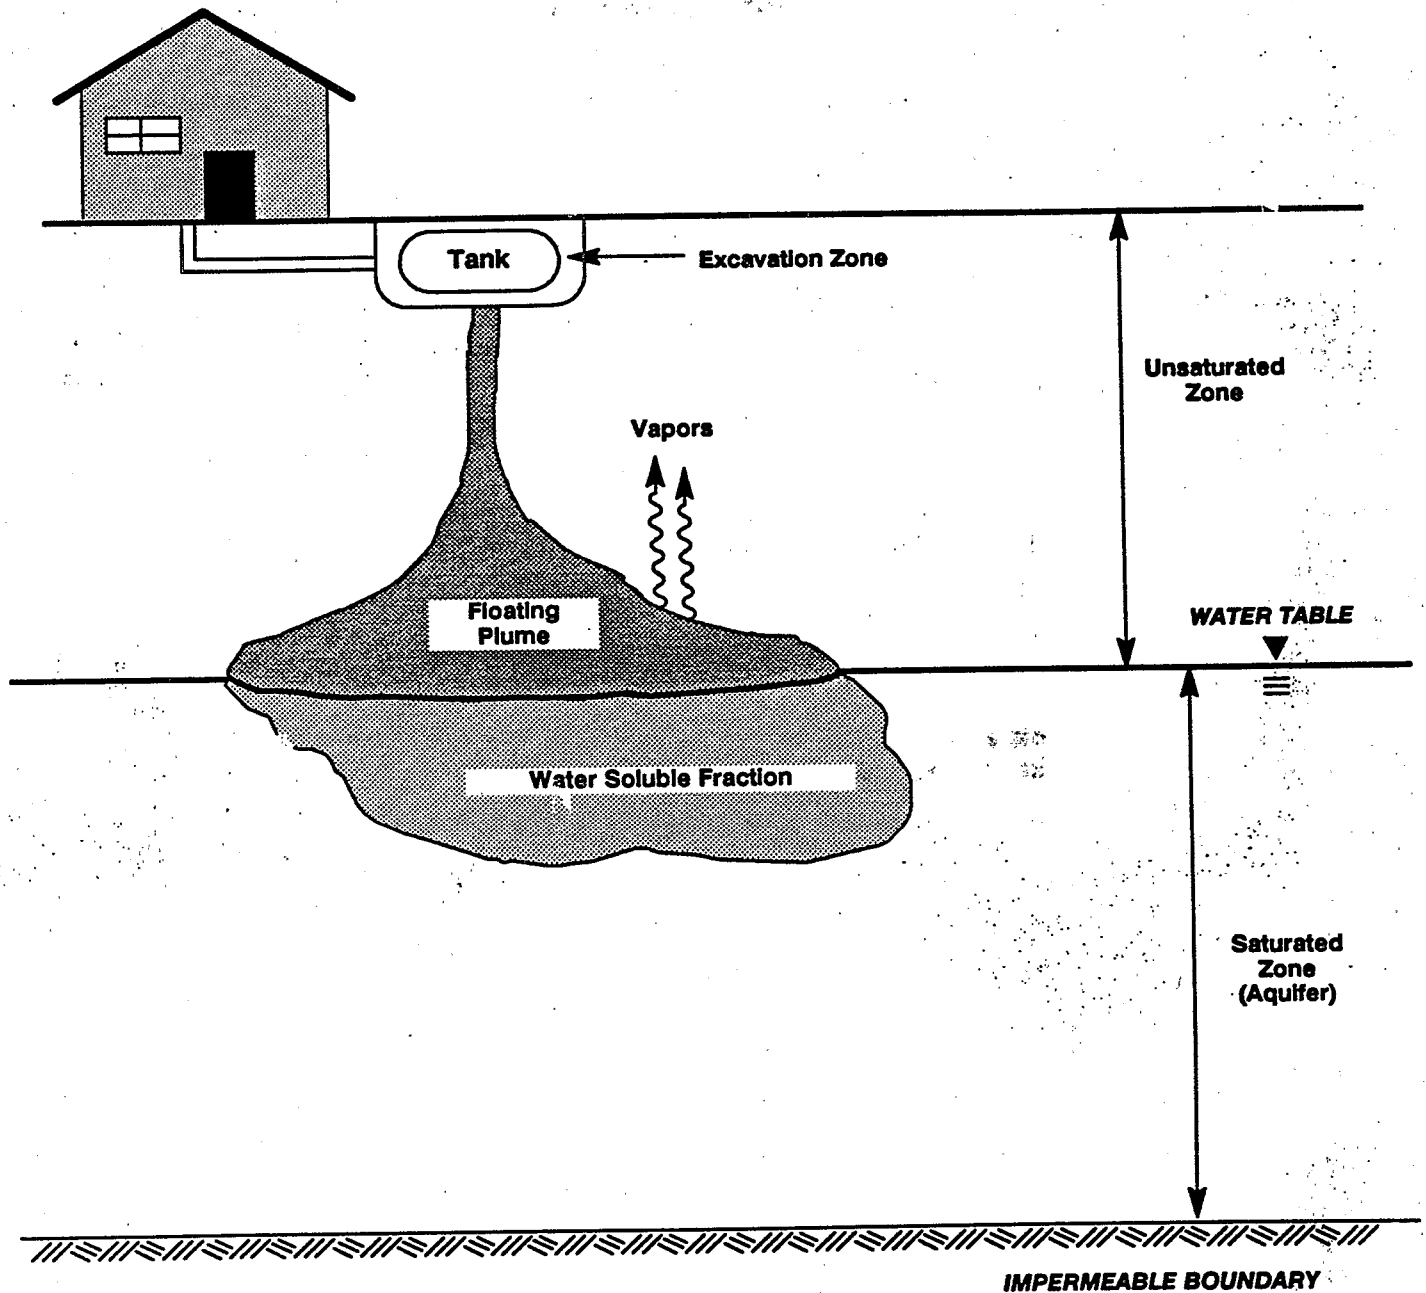 Tank
Excavation Zone
Unsaturated
Zone
Vapors
Floating
Plume
WATER TABLE
Water Soluble Fraction
Saturated
Zone
(Aquifer)
IMPERMEABLE BOUNDARY